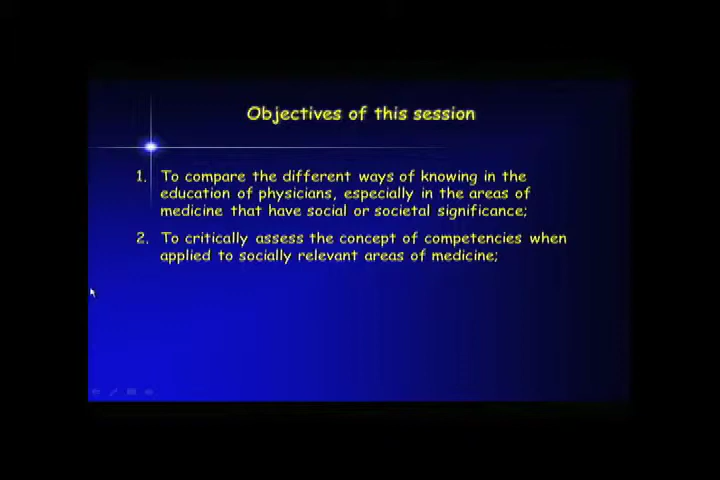 Objectives of this session
1. To compare the different ways of knowing in the
education of physicians, especially in the areas of
medicine that have social or societal significance;
2. To critically assess the concept of competencies when
applied to socially relevant areas of medicine;